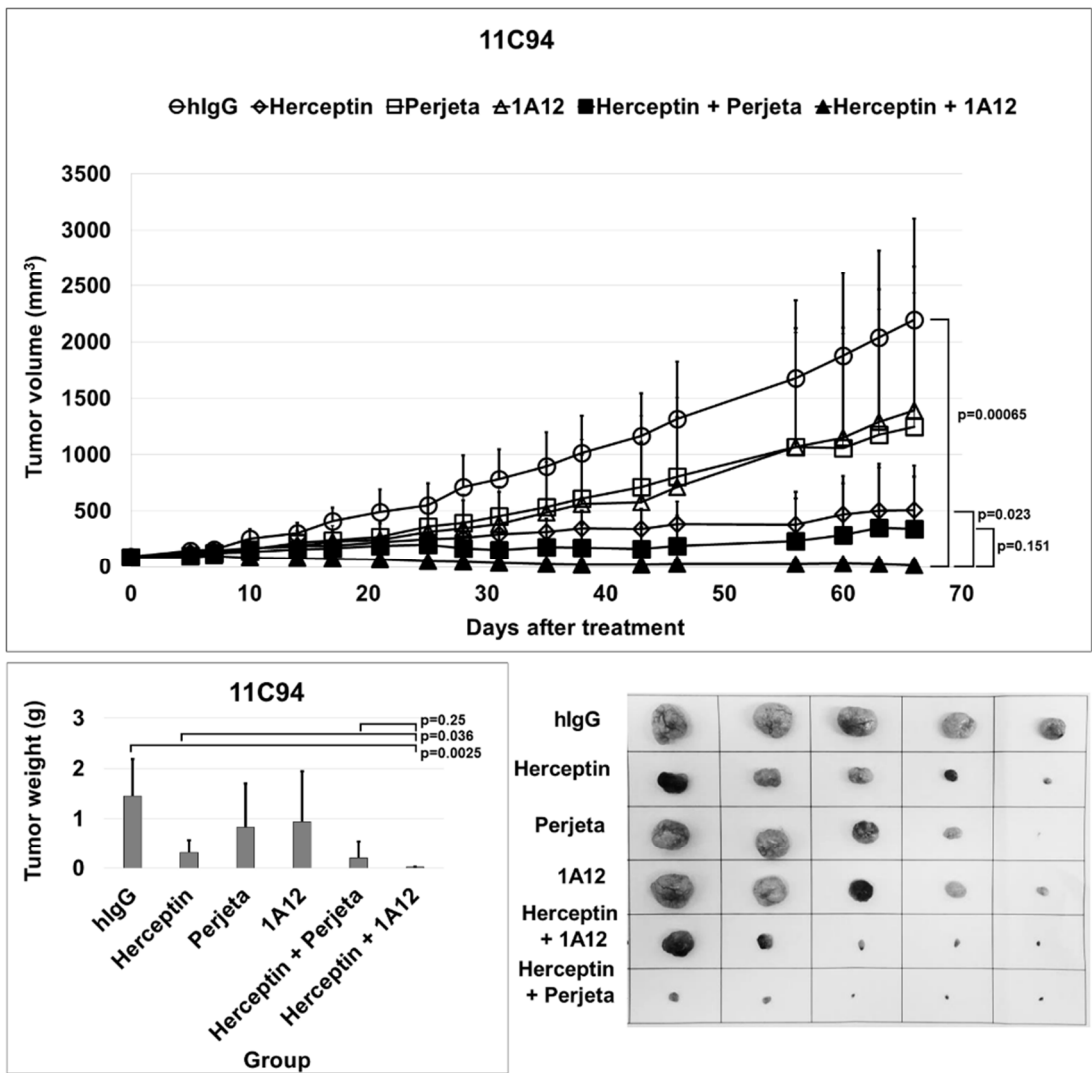 11C94
hIgG Herceptin Perjeta 1A12 Herceptin + Perjeta Herceptin + 1A12
Tumor volume (mm³)
3500
3000
2500
2000
1500
1000
500
0
p=0.00065
p=0.023
p=0.151
0 10 20 30 40 50 60 70
Days after treatment
11C94
Tumor weight (g)
3
2
1
0
p=0.25
p=0.036
p=0.0025
hIgG
Herceptin
Perjeta
1A12
Herceptin + Perjeta
Herceptin + 1A12
Group
hIgG
Herceptin
Perjeta
1A12
Herceptin
+ 1A12
Herceptin
+ Perjeta